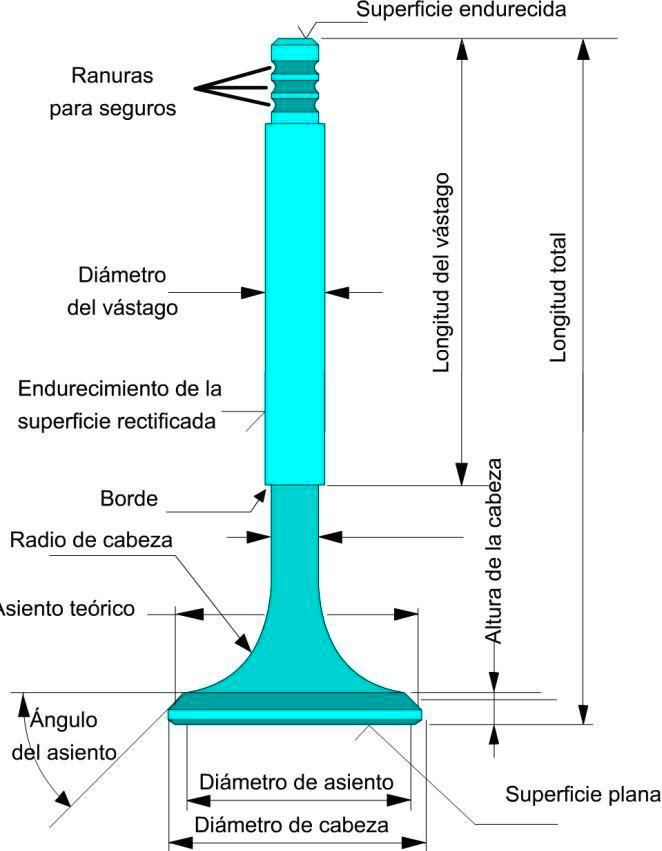 Superficie endurecida
Ranuras
para seguros
Longitud del vástago
Longitud total
Diámetro
del vástago
Endurecimiento de la
superficie rectificada
Borde
Altura de la cabeza
Radio de cabeza
Asiento teórico
Ángulo
del asiento
Diámetro de asiento
Superficie plana
Diámetro de cabeza